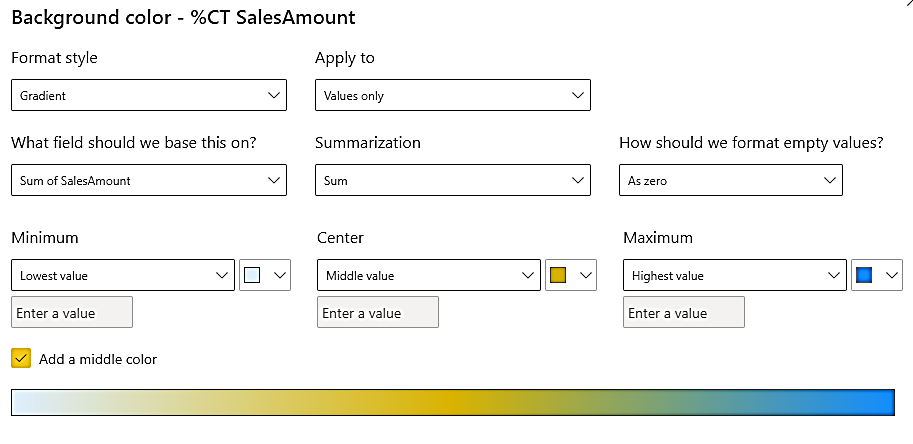 Background color - %CT SalesAmount
Format style Apply to
Gradient Values only
What field should we base this on? Summarization How should we format empty values?
Sum of SalesAmount Sum As zero
Minimum Center Maximum
Lowest value Middle value Highest value
Enter a value Enter a value Enter a value
Add a middle color